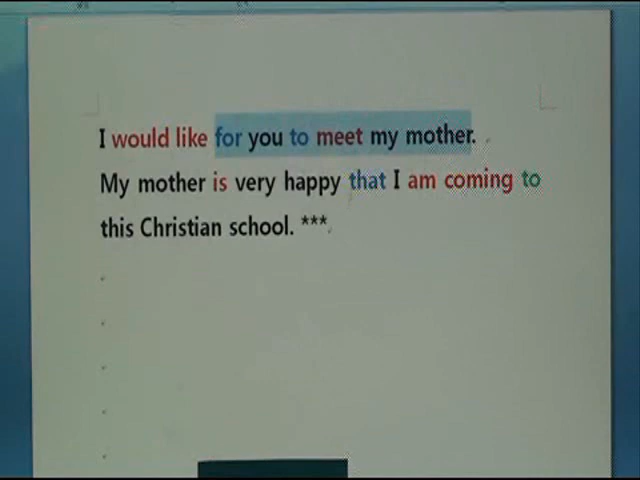 I would like for you to meet my mother.
My mother is very happy that I am coming to
this Christian school. ***